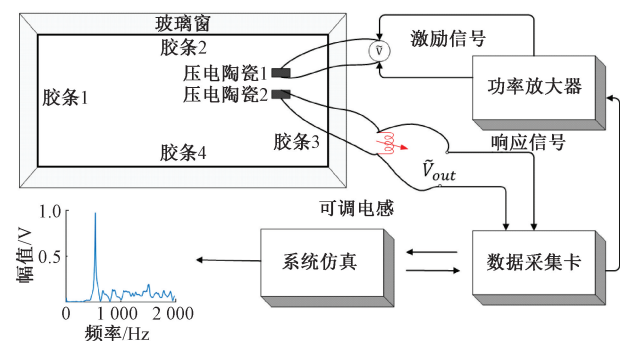 玻璃窗
胶条2
压电陶瓷1
压电陶瓷2
胶条1
胶条3
胶条4
Ṽ
激励信号
功率放大器
响应信号
Ṽout
可调电感
系统仿真
数据采集卡
幅值/V
1.0
0.5
0
1 000
2 000
频率/Hz